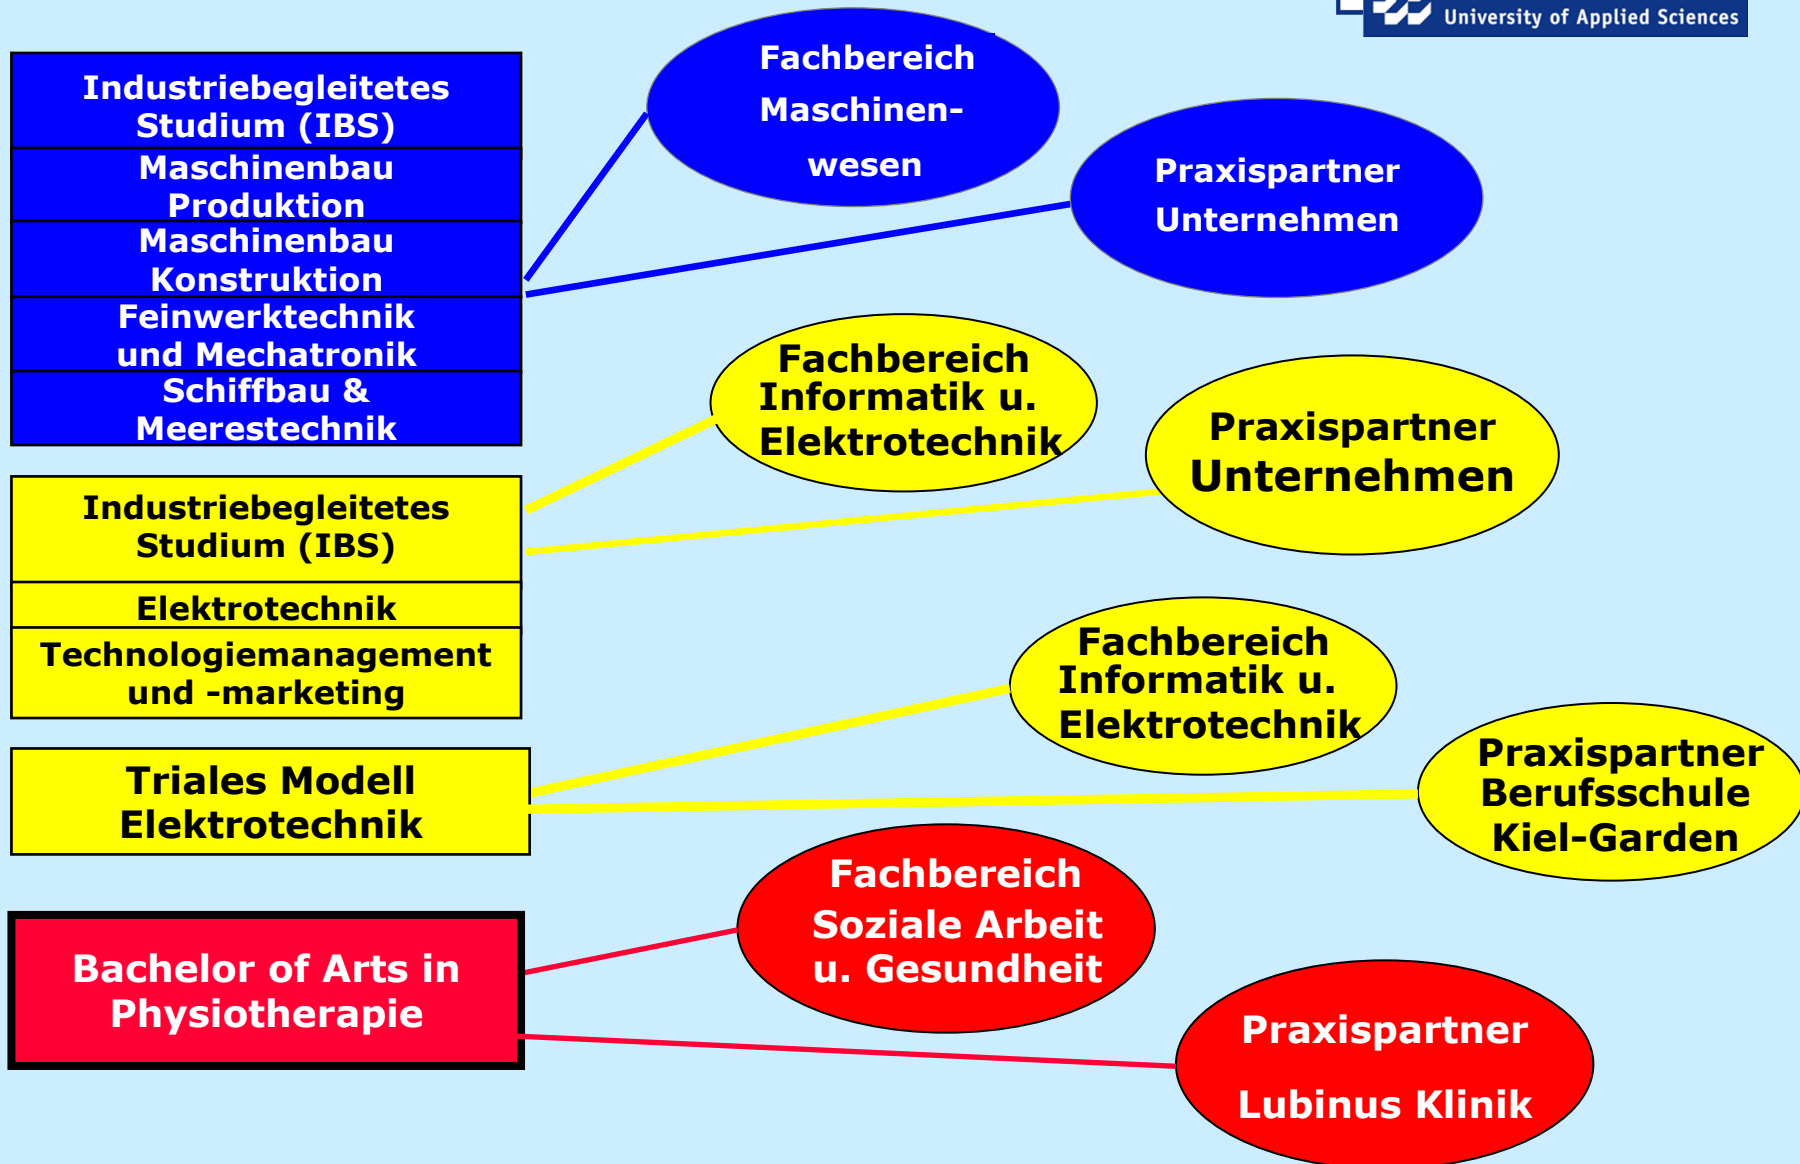 University of Applied Sciences
Industriebegleitetes
Studium (IBS)
Maschinenbau
Produktion
Maschinenbau
Konstruktion
Feinwerktechnik
und Mechatronik
Schiffbau &
Meerestechnik
Fachbereich
Maschinen-
wesen
Praxispartner
Unternehmen
Industriebegleitetes
Studium (IBS)
Elektrotechnik
Technologiemanagement
und -marketing
Fachbereich
Informatik u.
Elektrotechnik
Praxispartner
Unternehmen
Triales Modell
Elektrotechnik
Fachbereich
Informatik u.
Elektrotechnik
Praxispartner
Berufsschule
Kiel-Garden
Bachelor of Arts in
Physiotherapie
Fachbereich
Soziale Arbeit
u. Gesundheit
Praxispartner
Lubinus Klinik